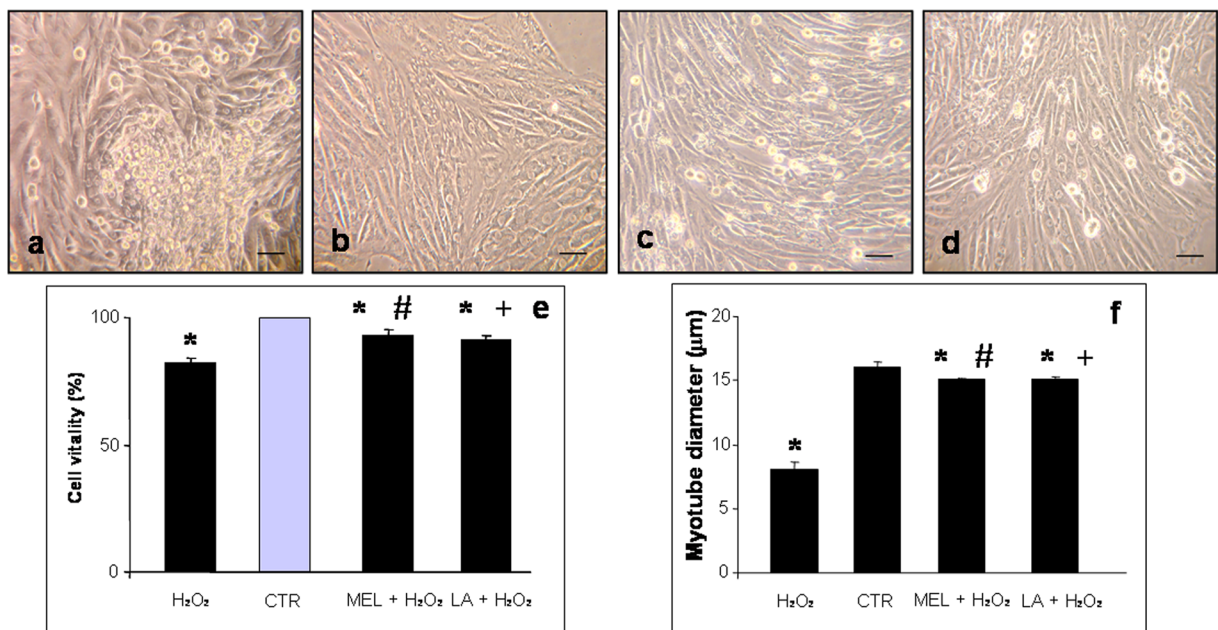 a
b
c
d
e
* # * +
100
*
50
0
Cell vitality (%)
H₂O₂ CTR MEL + H₂O₂ LA + H₂O₂
f
20
* # * +
15
10
*
5
0
Myotube diameter (μm)
H₂O₂ CTR MEL + H₂O₂ LA + H₂O₂